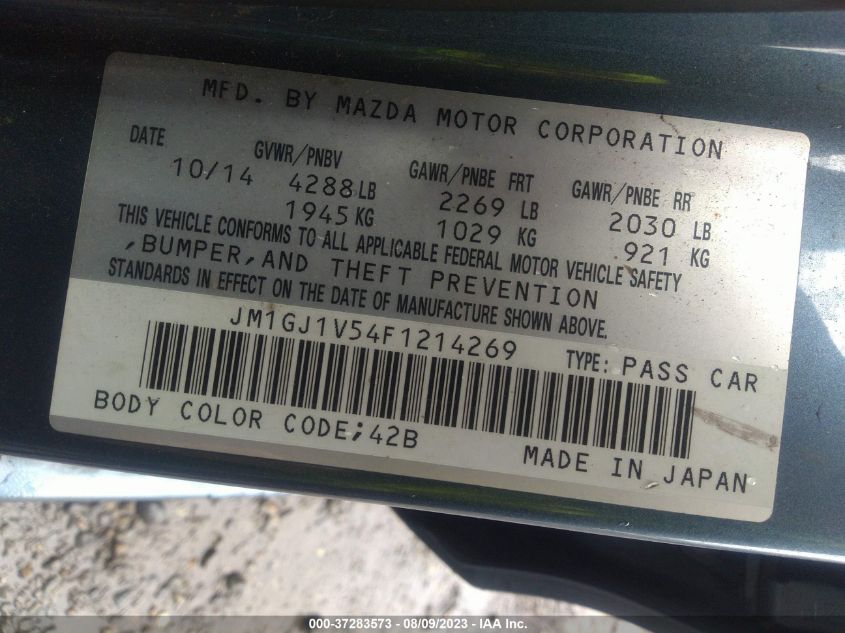 MFD. BY MAZDA MOTOR CORPORATION
DATE GVWR/PNBV GAWR/PNBE FRT GAWR/PNBE RR
10/14 4288 LB 2269 LB 2030 LB
1945 KG 1029 KG 921 KG
THIS VEHICLE CONFORMS TO ALL APPLICABLE FEDERAL MOTOR VEHICLE SAFETY
,BUMPER,AND THEFT PREVENTION
STANDARDS IN EFFECT ON THE DATE OF MANUFACTURE SHOWN ABOVE.
JM1GJ1V54F1214269 TYPE: PASS CAR
BODY COLOR CODE;42B
MADE IN JAPAN
000-37283573 - 08/09/2023 - IAA Inc.